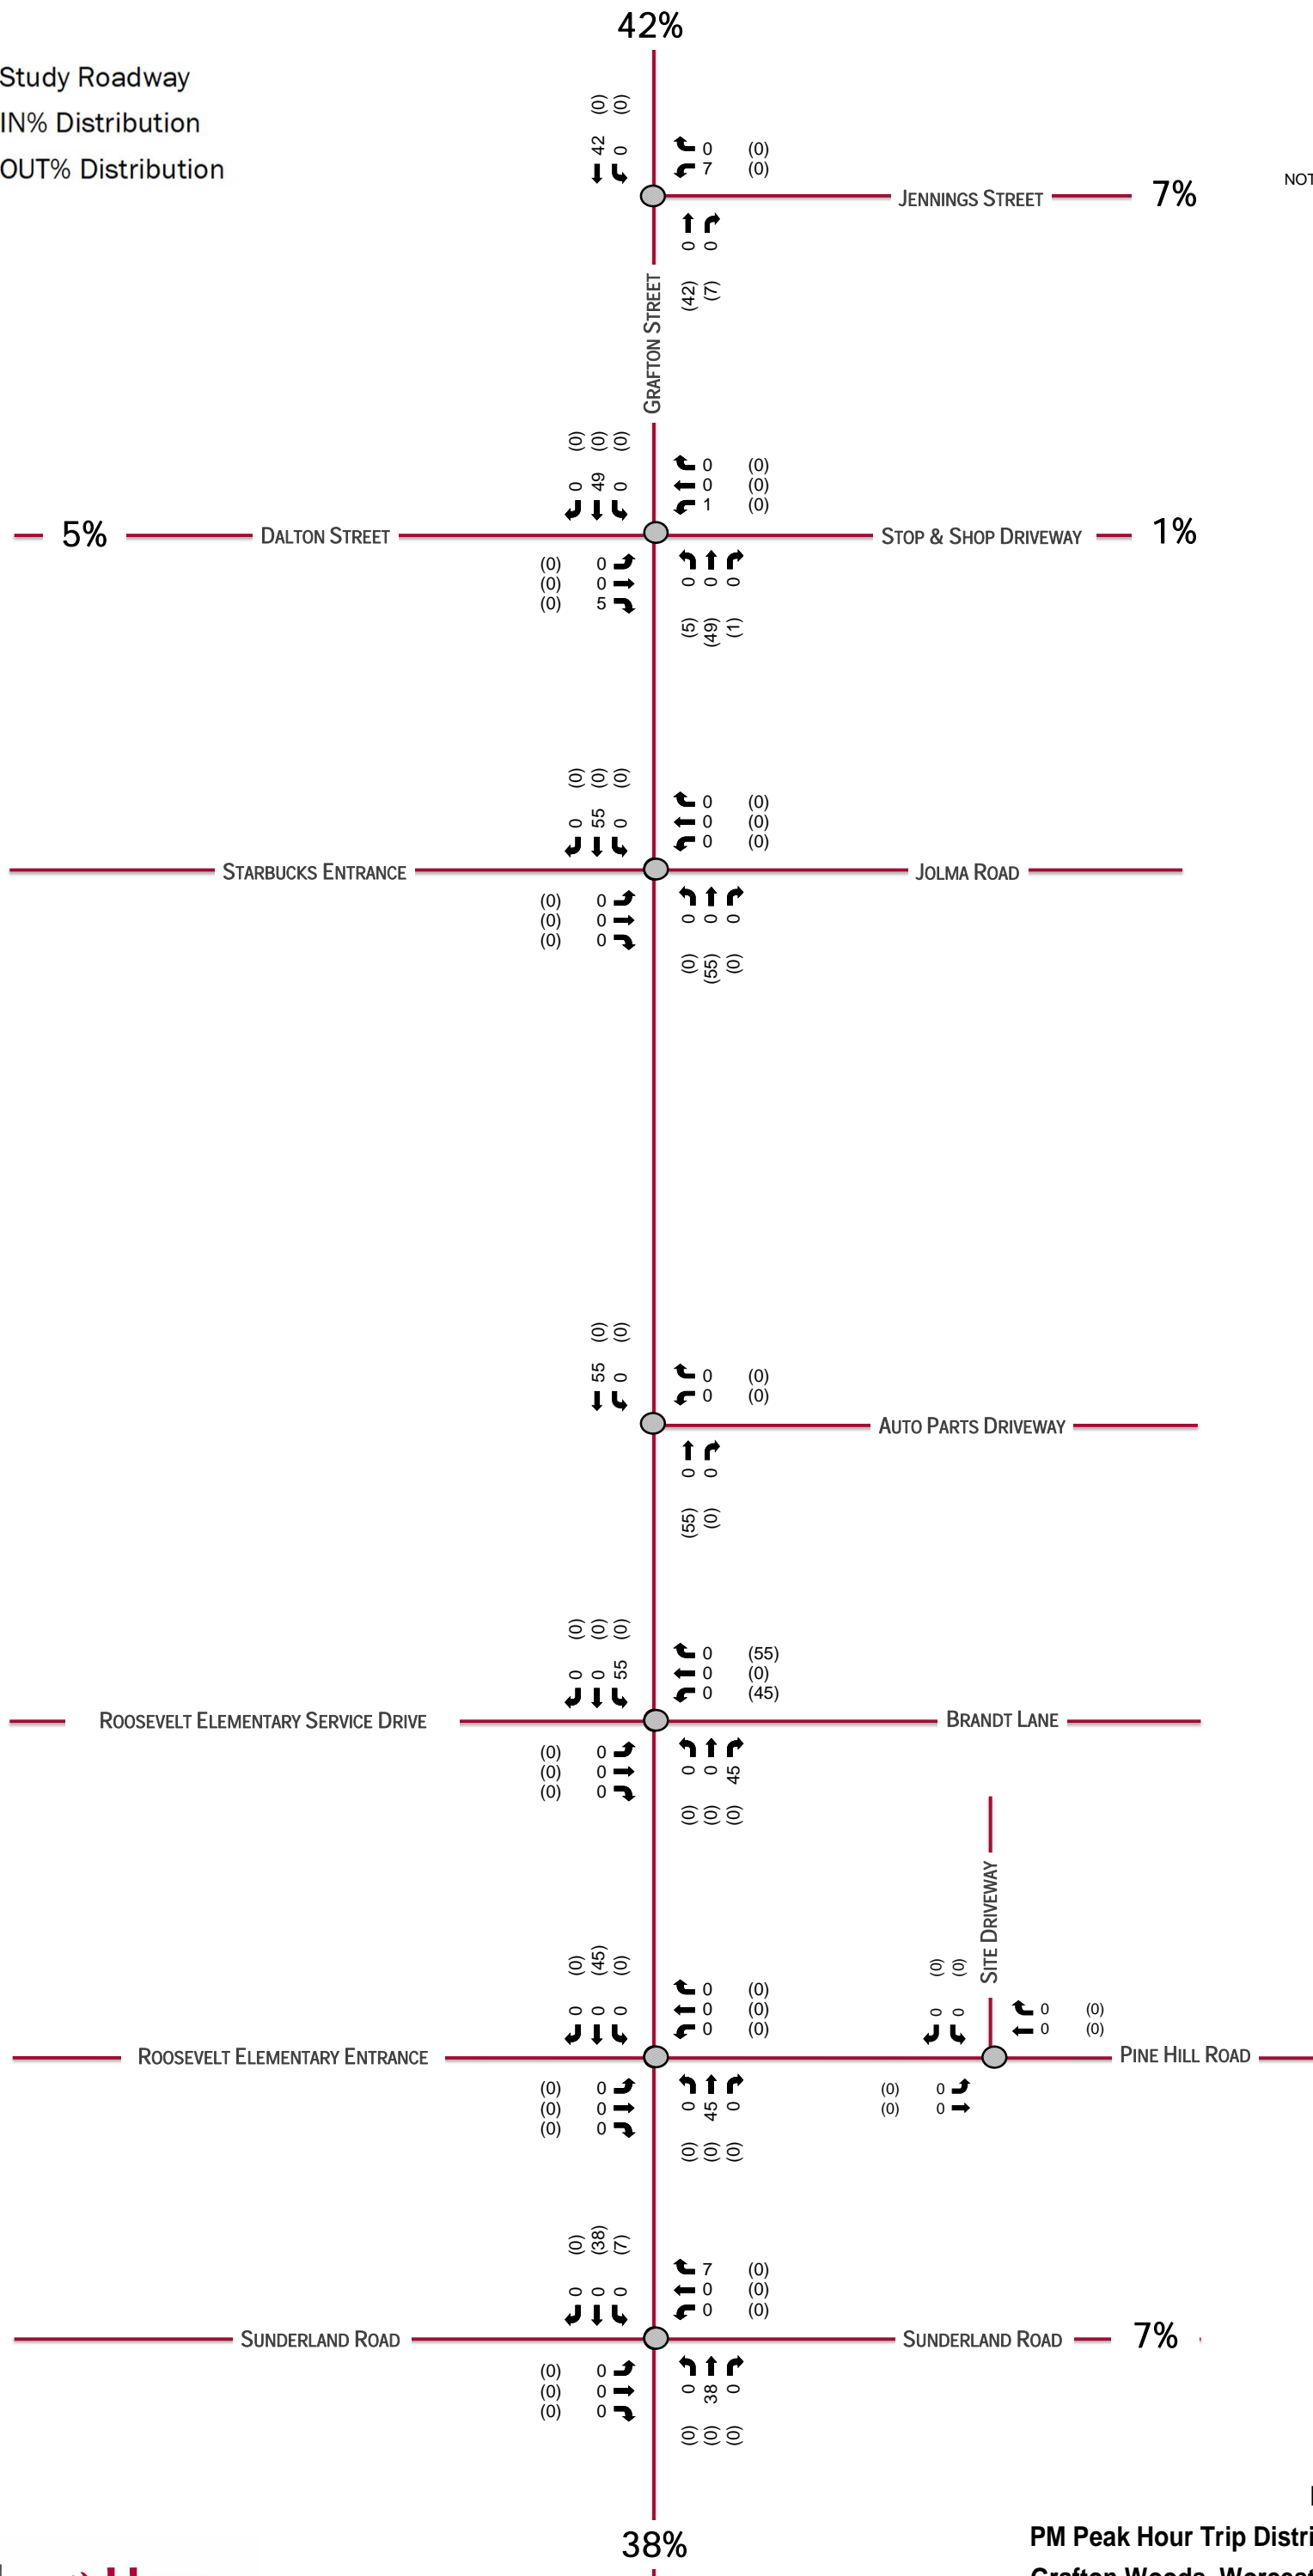 42%
Study Roadway
IN% Distribution
OUT% Distribution
(0) (0)
42 0
0 (0)
7 (0)
JENNINGS STREET 7%
NOT
0 0
(42) (7)
GRAFTON STREET
(0) (0) (0)
0 49 0
0 (0)
0 (0)
1 (0)
5% DALTON STREET STOP & SHOP DRIVEWAY 1%
(0) 0
(0) 0
(0) 5
0 0 0
(5) (49) (1)
(0) (0) (0)
0 55 0
0 (0)
0 (0)
0 (0)
STARBUCKS ENTRANCE JOLMA ROAD
(0) 0
(0) 0
(0) 0
0 0 0
(0) (55) (0)
(0) (0)
55 0
0 (0)
0 (0)
AUTO PARTS DRIVEWAY
0 0
(55) (0)
(0) (0) (0)
0 0 55
0 (55)
0 (0)
0 (45)
ROOSEVELT ELEMENTARY SERVICE DRIVE BRANDT LANE
(0) 0
(0) 0
(0) 0
0 0 45
(0) (0) (0)
SITE DRIVEWAY
(0) (45) (0)
0 0 0
0 (0)
0 (0)
0 (0)
(0) (0)
0 0
0 (0)
0 (0)
ROOSEVELT ELEMENTARY ENTRANCE PINE HILL ROAD
(0) 0
(0) 0
(0) 0
0 45 0
(0) (0) (0)
(0) 0
(0) 0
(0) (38) (7)
0 0 0
7 (0)
0 (0)
0 (0)
SUNDERLAND ROAD SUNDERLAND ROAD 7%
(0) 0
(0) 0
(0) 0
0 38 0
(0) (0) (0)
38%
PM Peak Hour Trip Distri